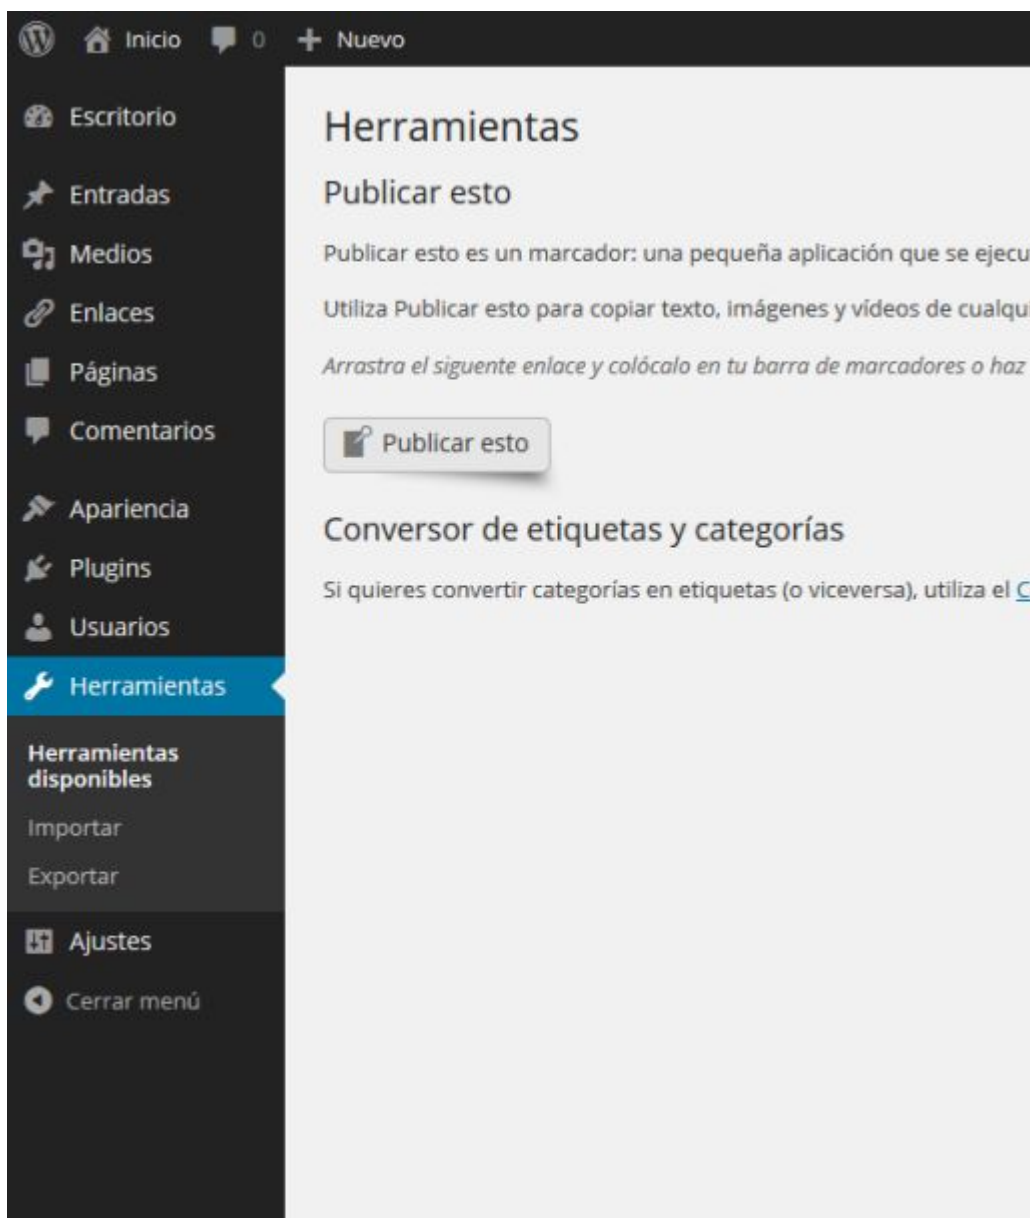 Inicio 0 Nuevo
Escritorio
Entradas
Medios
Enlaces
Páginas
Comentarios
Apariencia
Plugins
Usuarios
Herramientas
Herramientas
disponibles
Importar
Exportar
Ajustes
Cerrar menú
Herramientas
Publicar esto
Publicar esto es un marcador: una pequeña aplicación que se ejecu
Utiliza Publicar esto para copiar texto, imágenes y vídeos de cualqui
Arrastra el siguente enlace y colócalo en tu barra de marcadores o haz
Publicar esto
Conversor de etiquetas y categorías
Si quieres convertir categorías en etiquetas (o viceversa), utiliza el C